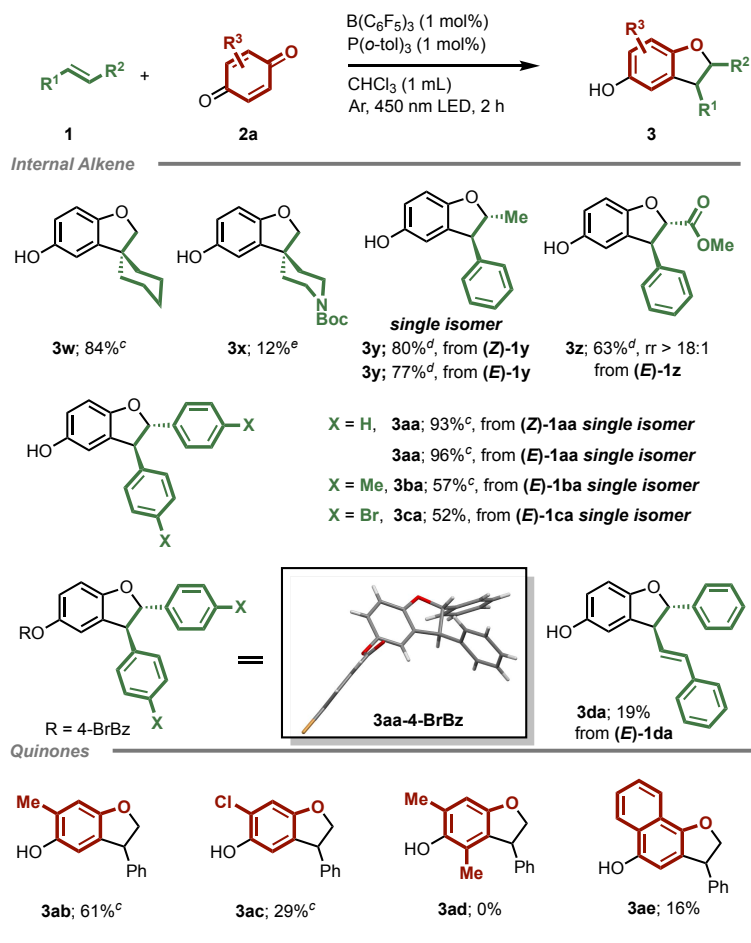 R¹ R² + R³ O O
B(C₆F₅)₃ (1 mol%)
P(o-tol)₃ (1 mol%)
CHCl₃ (1 mL)
Ar, 450 nm LED, 2 h
R³ O R² HO R¹
1 2a 3
Internal Alkene
O HO
O HO N Boc
O Me HO
O O OMe HO
single isomer
3w; 84%ᶜ
3x; 12%ᵉ
3y; 80%ᵈ, from (Z)-1y
3y; 77%ᵈ, from (E)-1y
3z; 63%ᵈ, rr > 18:1
from (E)-1z
O X HO X
X = H, 3aa; 93%ᶜ, from (Z)-1aa single isomer
3aa; 96%ᶜ, from (E)-1aa single isomer
X = Me, 3ba; 57%ᶜ, from (E)-1ba single isomer
X = Br, 3ca; 52%, from (E)-1ca single isomer
O X RO X
R = 4-BrBz
=
3aa-4-BrBz
O HO
3da; 19%
from (E)-1da
Quinones
Me O HO Ph
Cl O HO Ph
Me O HO Me Ph
O HO Ph
3ab; 61%ᶜ
3ac; 29%ᶜ
3ad; 0%
3ae; 16%